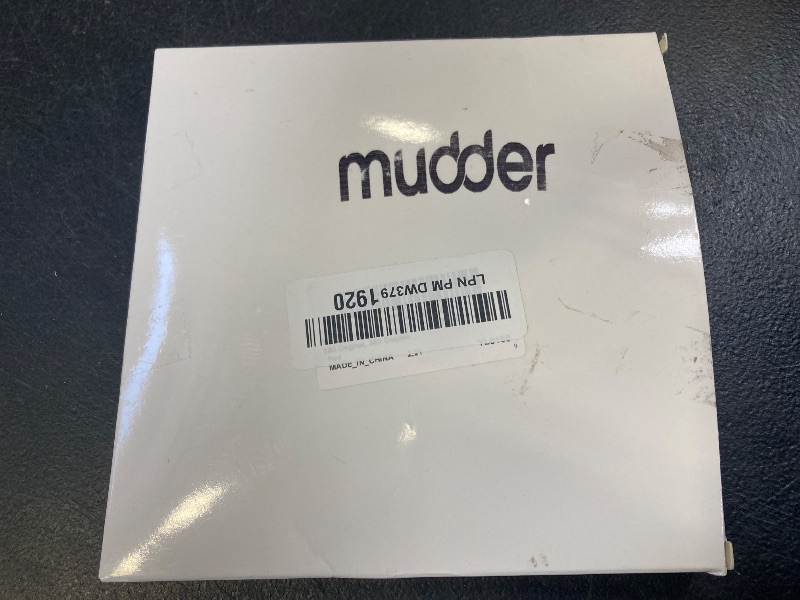 mudder
LPN PM DW379 1920
MADE_IN_CHINA